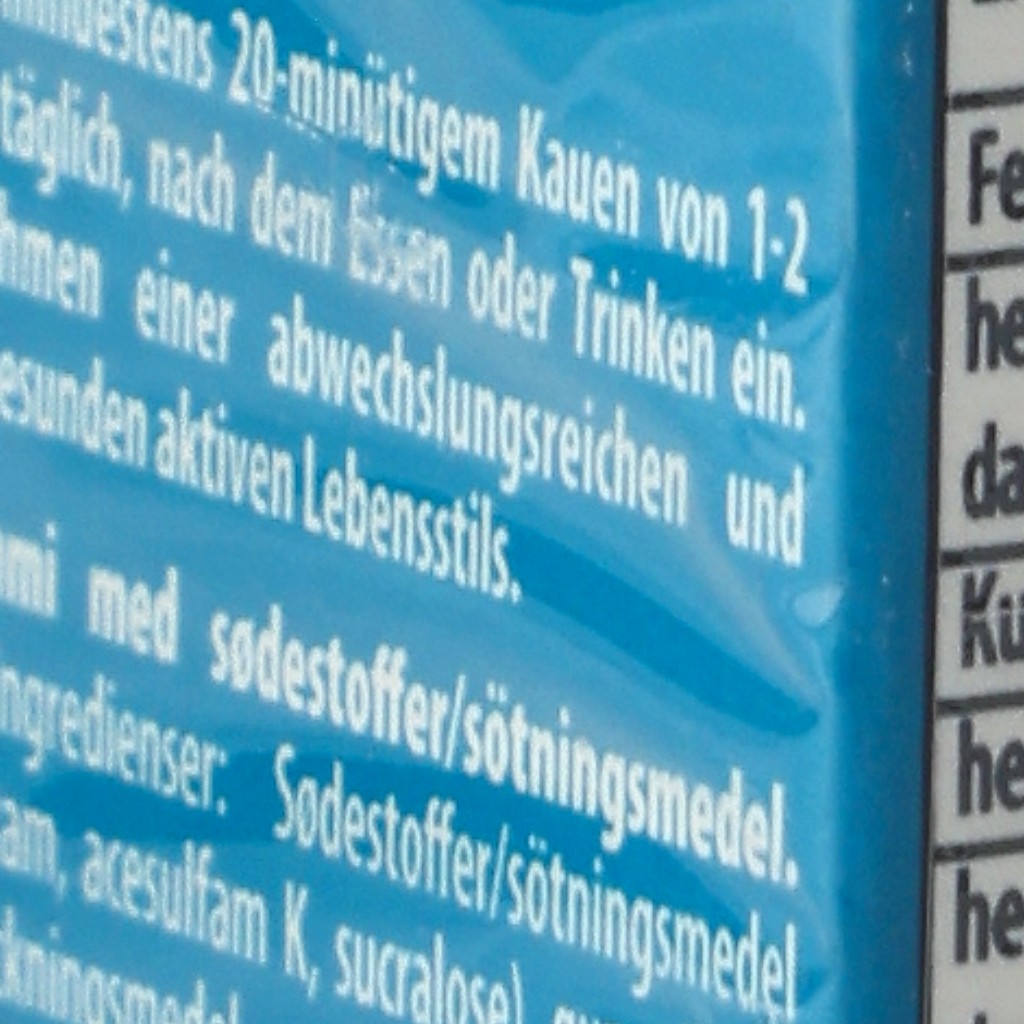 mindestens 20-minütigem Kauen von 1-2
täglich, nach dem Essen oder Trinken ein.
hmen einer abwechslungsreichen und
esunden aktiven Lebensstils.
mi med sødestoffer/sötningsmedel.
ngredienser: Sødestoffer/sötningsmedel
am, acesulfam K, sucralose)
kningsmedel
Fe
he
da
Kü
he
he